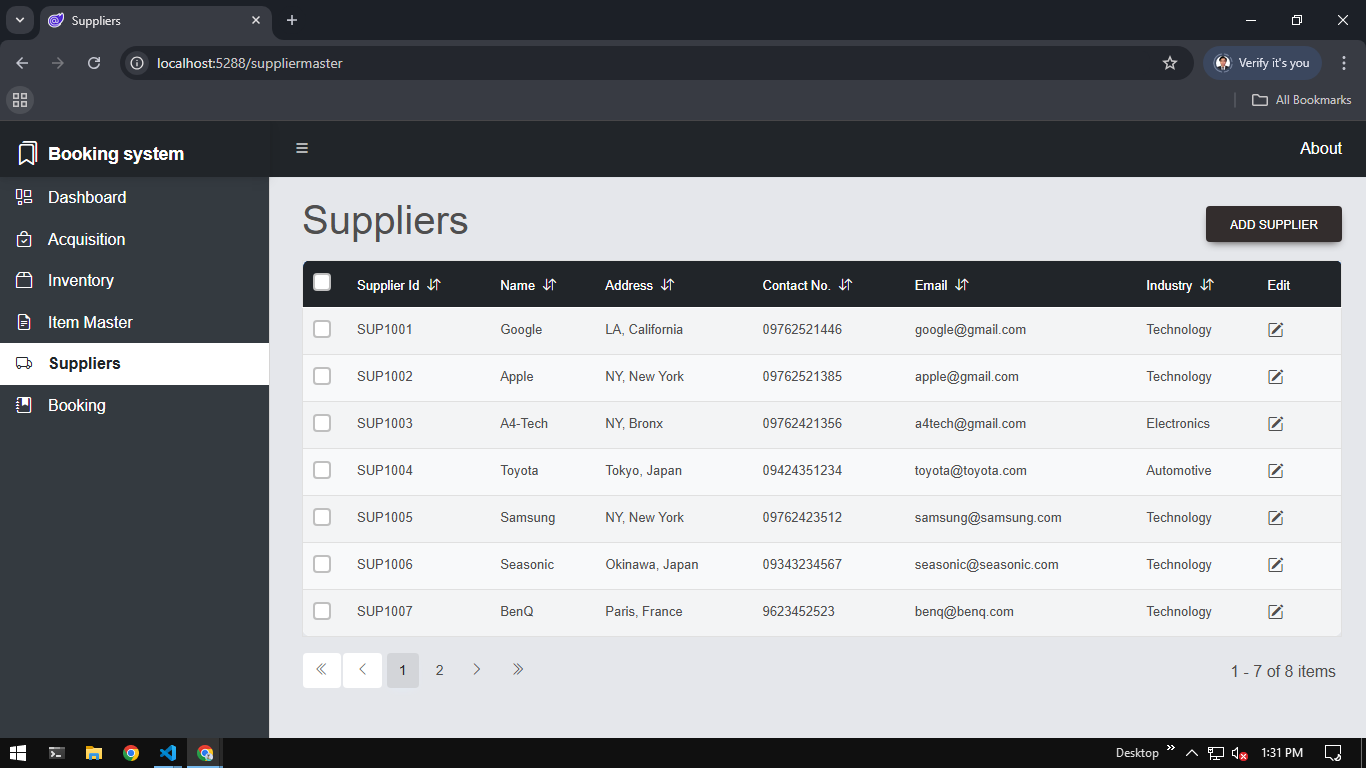 Suppliers
localhost:5288/suppliermaster
Verify it's you
All Bookmarks
Booking system
About
Dashboard
Acquisition
Inventory
Item Master
Suppliers
Booking
Suppliers
ADD SUPPLIER
Supplier Id Name Address Contact No. Email Industry Edit
SUP1001 Google LA, California 09762521446 google@gmail.com Technology
SUP1002 Apple NY, New York 09762521385 apple@gmail.com Technology
SUP1003 A4-Tech NY, Bronx 09762421356 a4tech@gmail.com Electronics
SUP1004 Toyota Tokyo, Japan 09424351234 toyota@toyota.com Automotive
SUP1005 Samsung NY, New York 09762423512 samsung@samsung.com Technology
SUP1006 Seasonic Okinawa, Japan 09343234567 seasonic@seasonic.com Technology
SUP1007 BenQ Paris, France 9623452523 benq@benq.com Technology
1 2
1 - 7 of 8 items
Desktop 1:31 PM